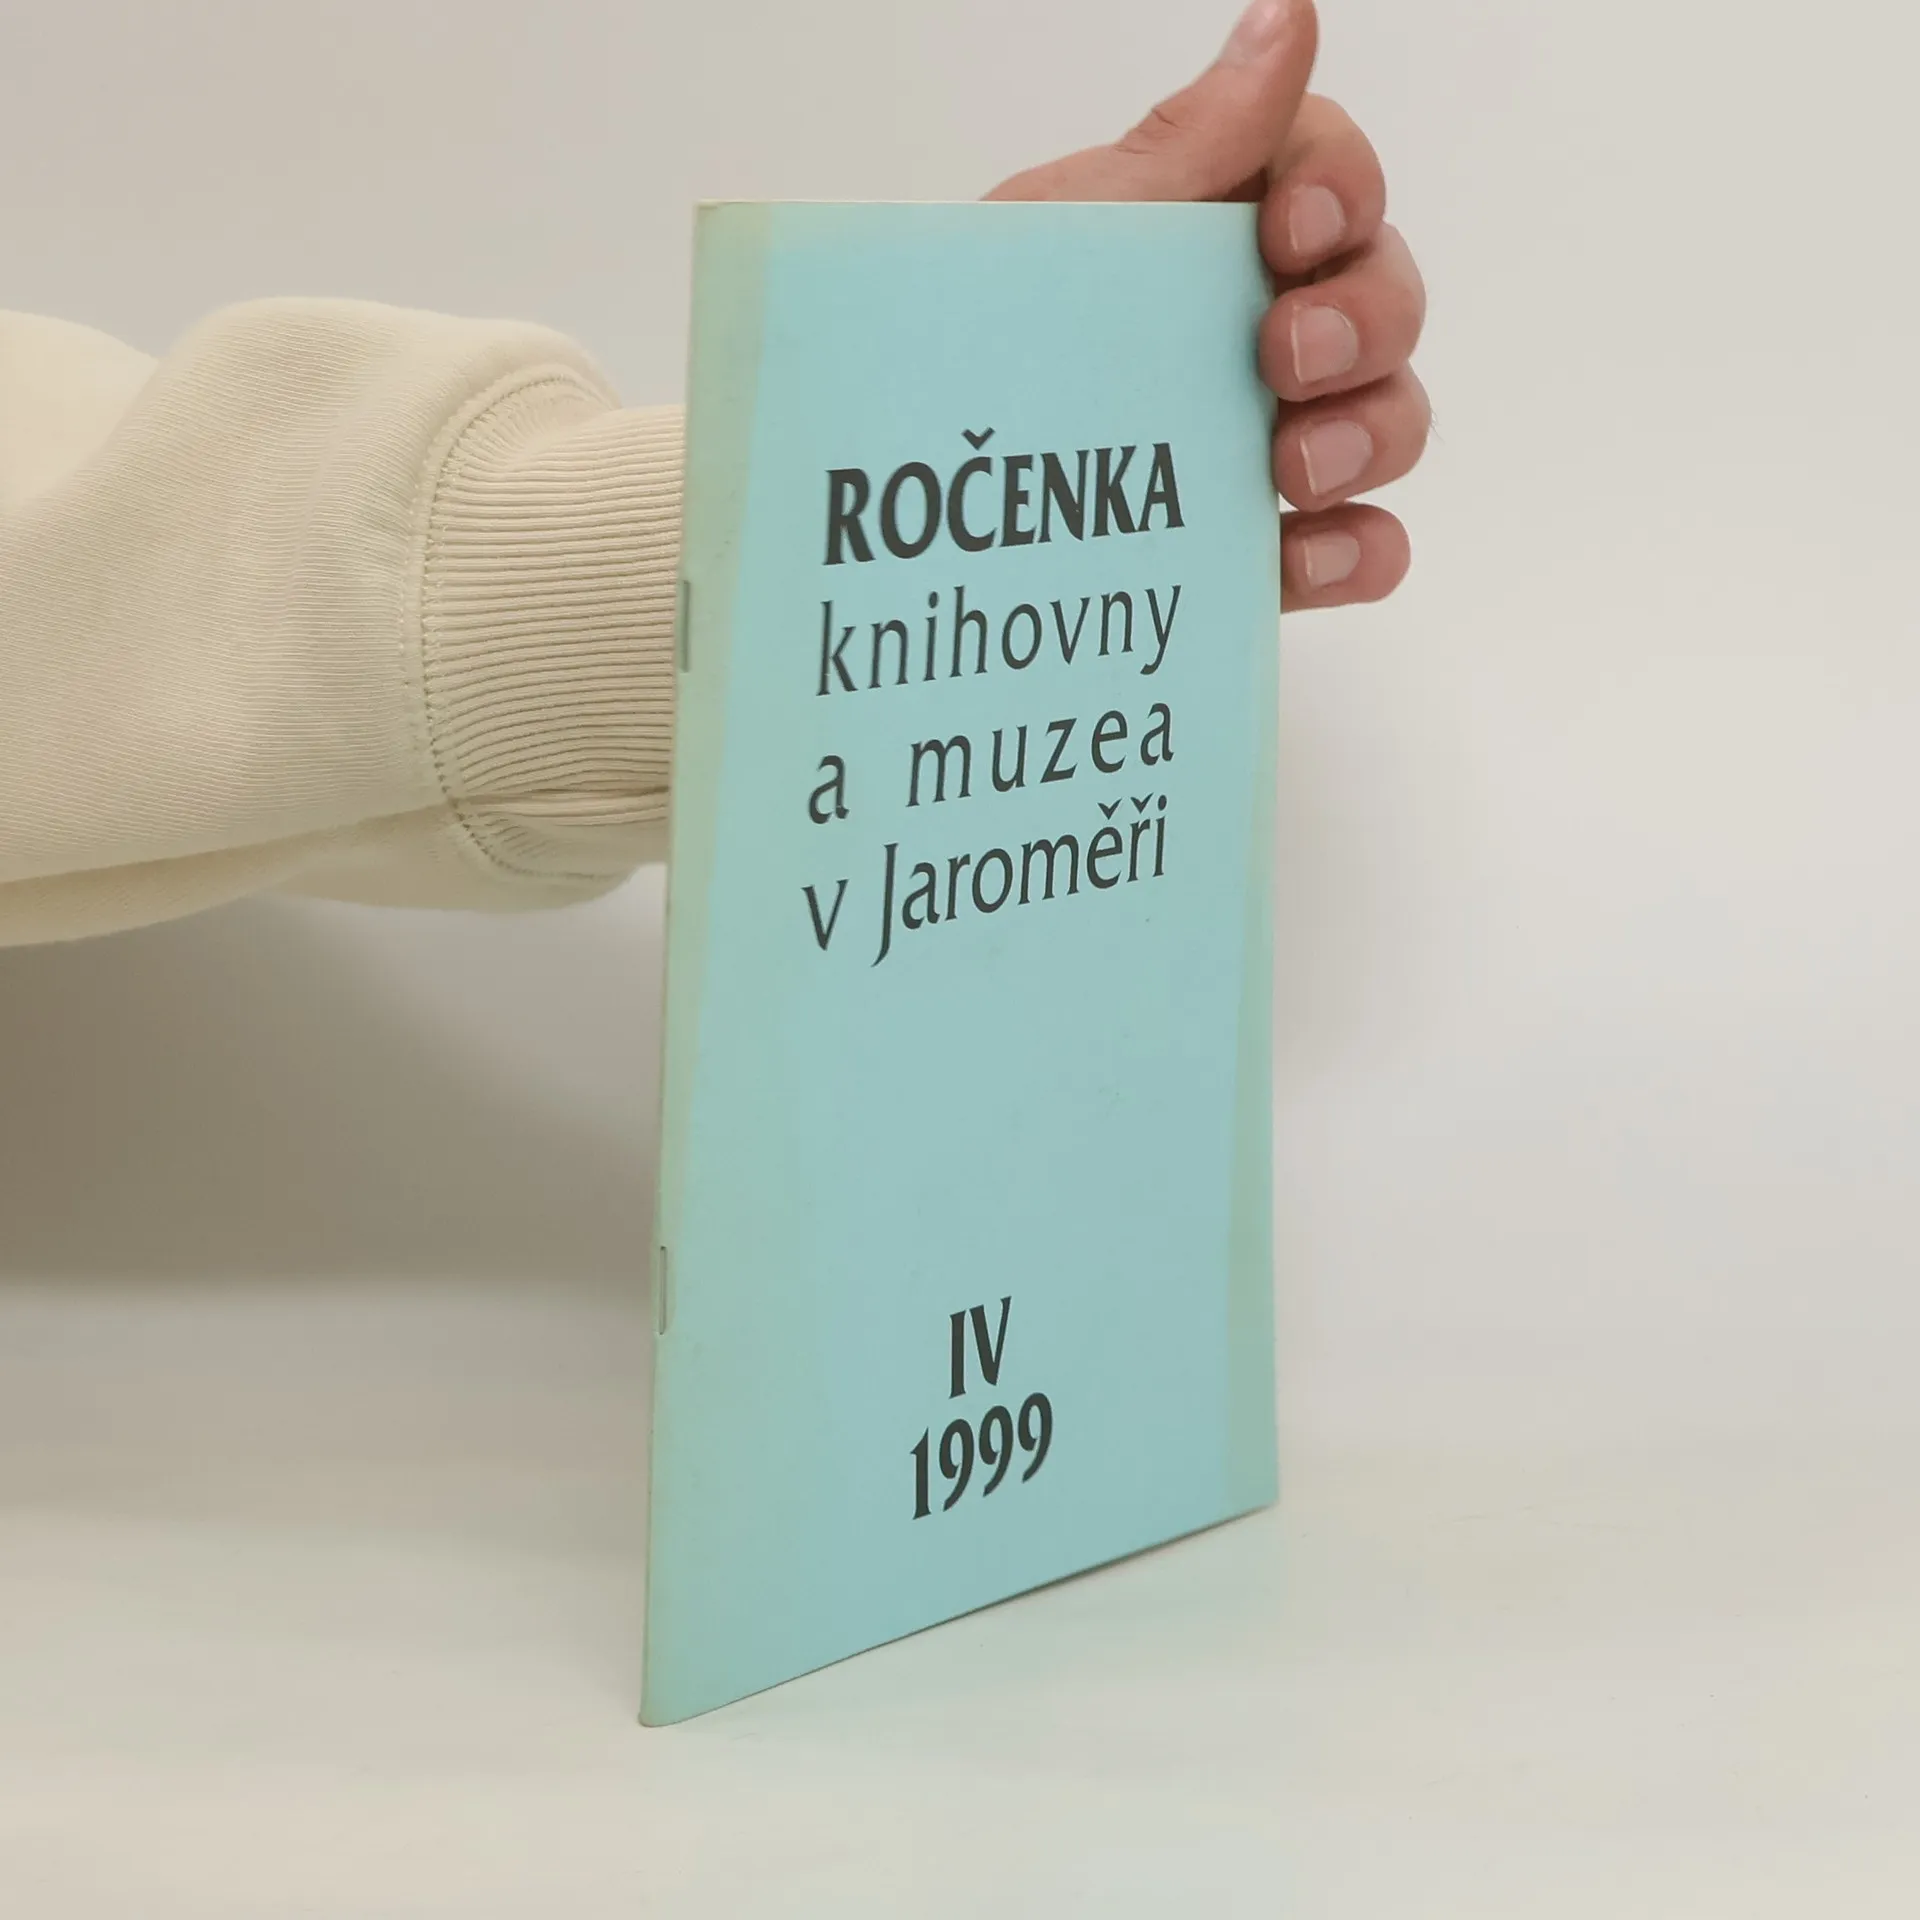 ROČENKA
knihovny
a muzea
v Jaroměři
IV
1999